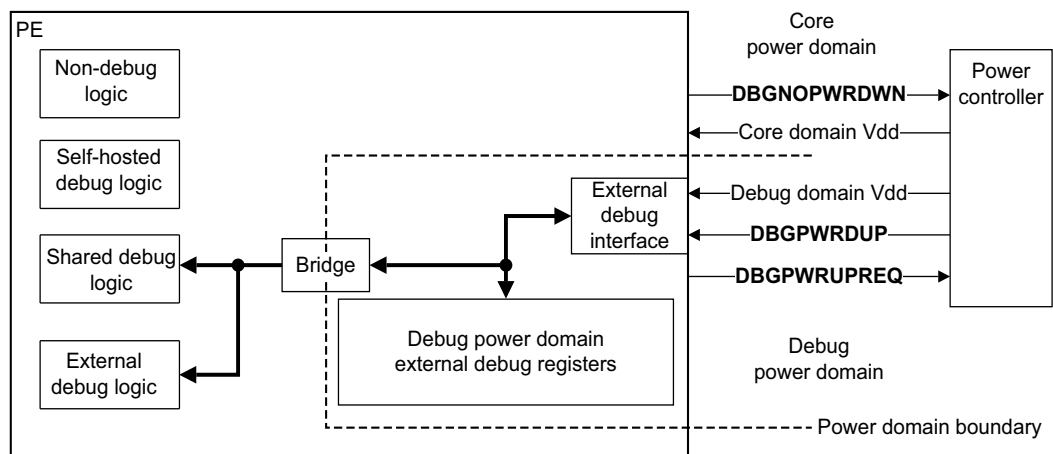 PE
Non-debug
logic
Self-hosted
debug logic
Shared debug
logic
External
debug logic
Bridge
External
debug
interface
Debug power domain
external debug registers
Core
power domain
DBGNOPWRDWN
Core domain Vdd
Debug domain Vdd
DBGPWRDUP
DBGPWRUPREQ
Power
controller
Debug
power domain
Power domain boundary